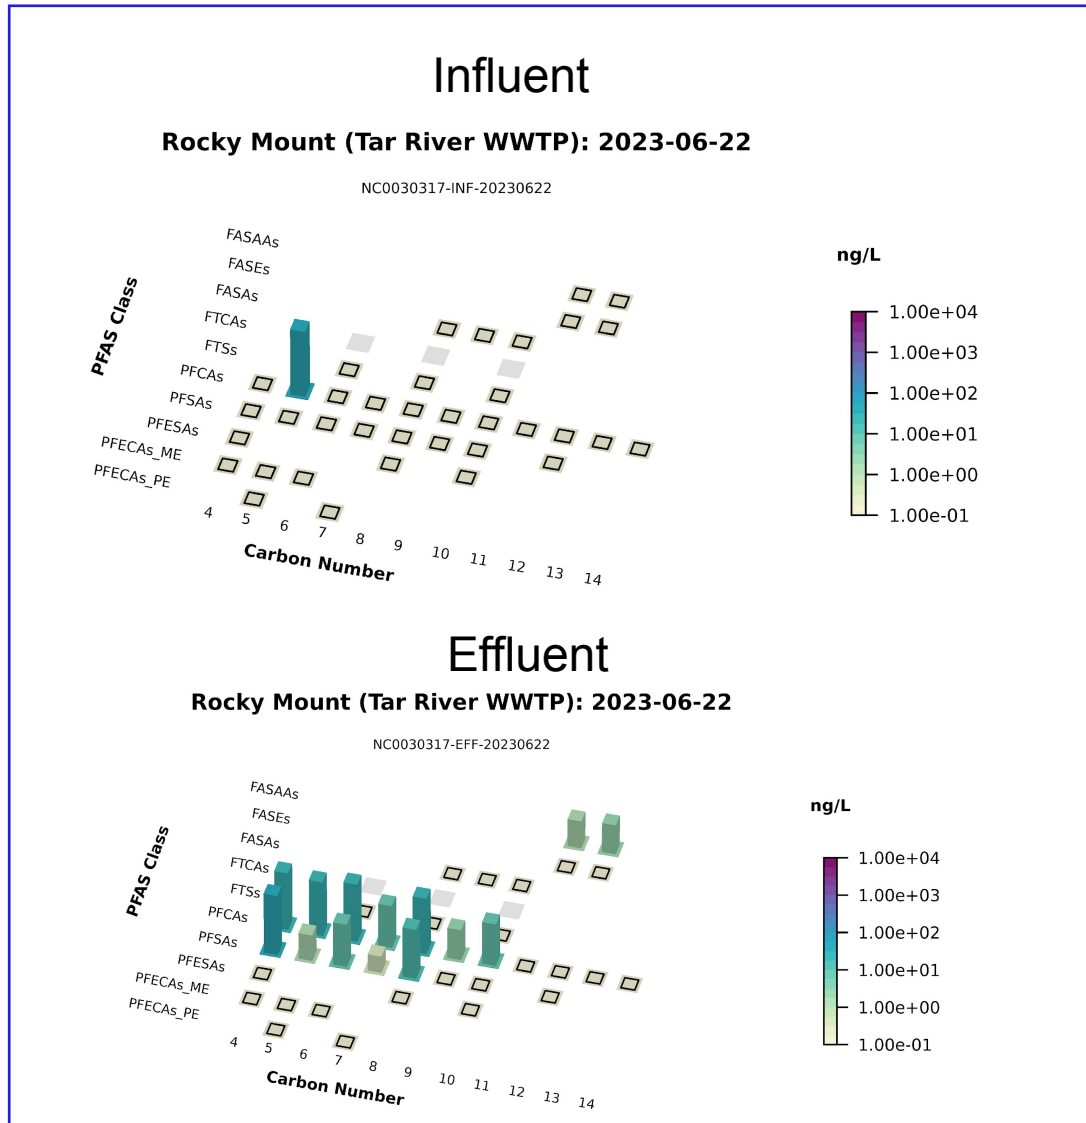 Influent
Rocky Mount (Tar River WWTP): 2023-06-22
NC0030317-INF-20230622
ng/L
1.00e+04
1.00e+03
1.00e+02
1.00e+01
1.00e+00
1.00e-01
PFAS Class
FASAAs
FASEs
FASAs
FTCAs
FTSs
PFCAs
PFSAs
PFESAs
PFECAs_ME
PFECAs_PE
4 5 6 7 8 9 10 11 12 13 14
Carbon Number
Effluent
Rocky Mount (Tar River WWTP): 2023-06-22
NC0030317-EFF-20230622
ng/L
1.00e+04
1.00e+03
1.00e+02
1.00e+01
1.00e+00
1.00e-01
PFAS Class
FASAAs
FASEs
FASAs
FTCAs
FTSs
PFCAs
PFSAs
PFESAs
PFECAs_ME
PFECAs_PE
4 5 6 7 8 9 10 11 12 13 14
Carbon Number